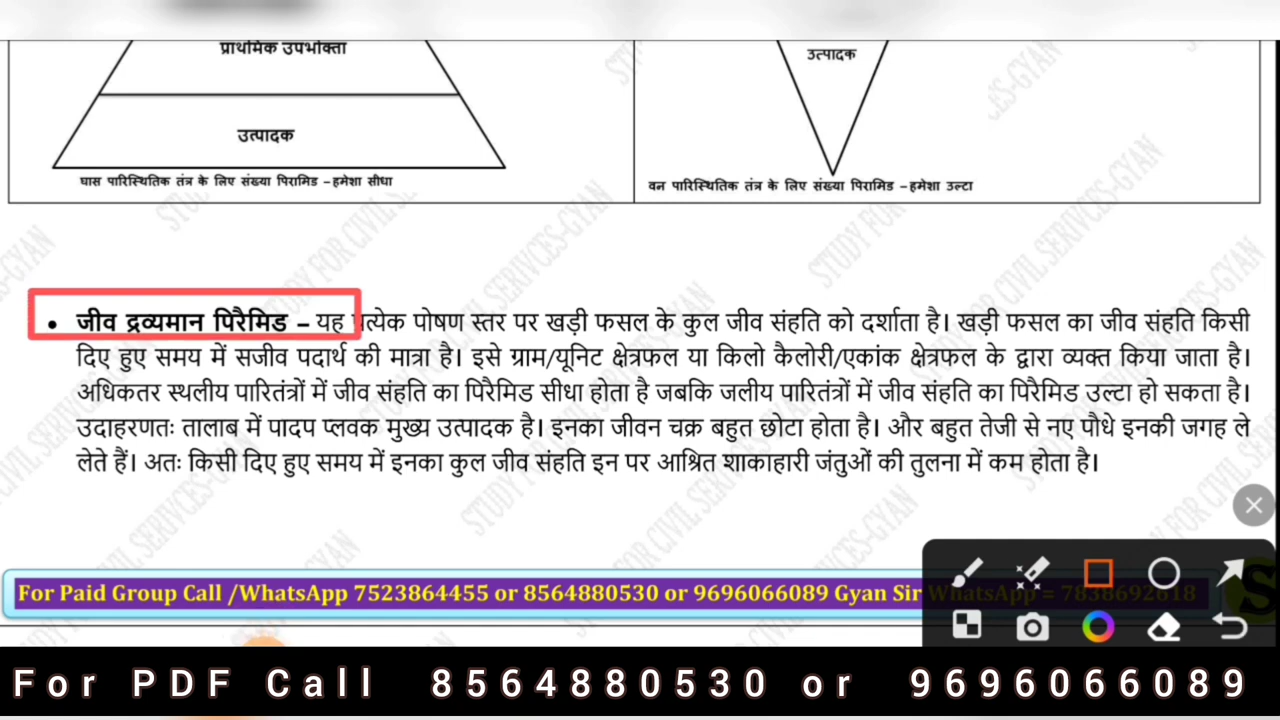 प्राथमिक उपभोक्ता
उत्पादक
उत्पादक
घास पारिस्थितिक तंत्र के लिए संख्या पिरामिड –हमेशा सीधा
वन पारिस्थितिक तंत्र के लिए संख्या पिरामिड –हमेशा उल्टा
• जीव द्रव्यमान पिरैमिड – यह प्रत्येक पोषण स्तर पर खड़ी फसल के कुल जीव संहति को दर्शाता है। खड़ी फसल का जीव संहति किसी
दिए हुए समय में सजीव पदार्थ की मात्रा है। इसे ग्राम/यूनिट क्षेत्रफल या किलो कैलोरी/एकांक क्षेत्रफल के द्वारा व्यक्त किया जाता है।
अधिकतर स्थलीय पारितंत्रों में जीव संहति का पिरैमिड सीधा होता है जबकि जलीय पारितंत्रों में जीव संहति का पिरैमिड उल्टा हो सकता है।
उदाहरणतः तालाब में पादप प्लवक मुख्य उत्पादक है। इनका जीवन चक्र बहुत छोटा होता है। और बहुत तेजी से नए पौधे इनकी जगह ले
लेते हैं। अतः किसी दिए हुए समय में इनका कुल जीव संहति इन पर आश्रित शाकाहारी जंतुओं की तुलना में कम होता है।
For Paid Group Call /WhatsApp 7523864455 or 8564880530 or 9696066089 Gyan Sir WhatsApp = 7838692618
For PDF Call 8564880530 or 9696066089